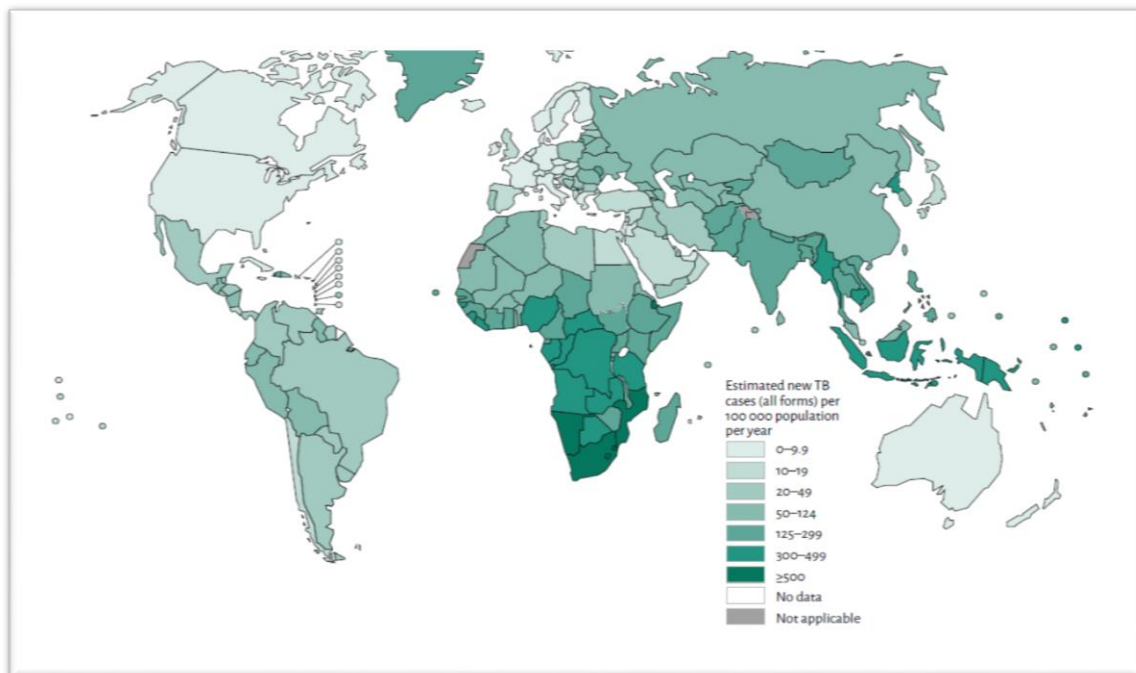 Estimated new TB
cases (all forms) per
100 000 population
per year
0–9.9
10–19
20–49
50–124
125–299
300–499
≥500
No data
Not applicable